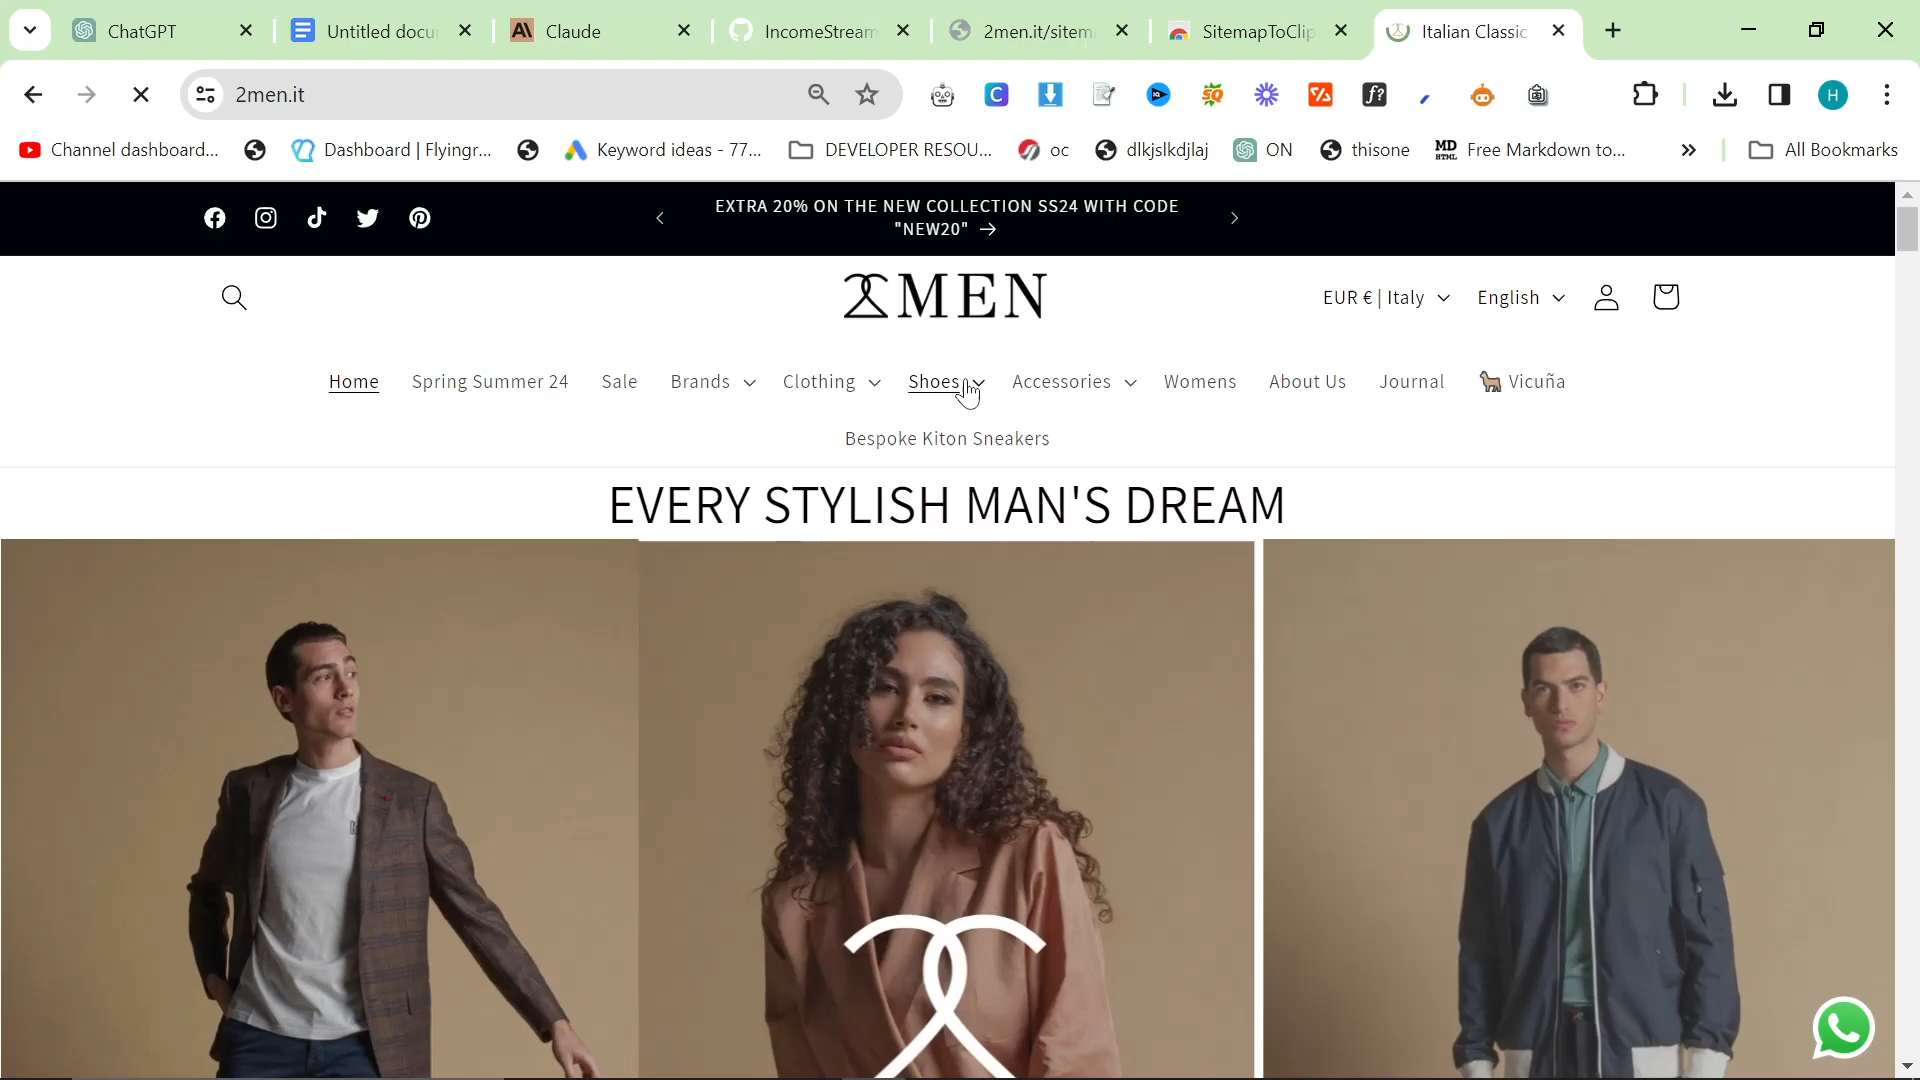 ChatGPT
Untitled docu
Claude
IncomeStream
2men.it/sitem
SitemapToClip
Italian Classic
2men.it
Channel dashboard...
Dashboard | Flyingr...
Keyword ideas - 77...
DEVELOPER RESOU...
oc
dlkjslkdjlaj
ON
thisone
Free Markdown to...
All Bookmarks
EXTRA 20% ON THE NEW COLLECTION SS24 WITH CODE
"NEW20" →
MEN
EUR € | Italy
English
Home
Spring Summer 24
Sale
Brands
Clothing
Shoes
Accessories
Womens
About Us
Journal
Vicuña
Bespoke Kiton Sneakers
EVERY STYLISH MAN'S DREAM